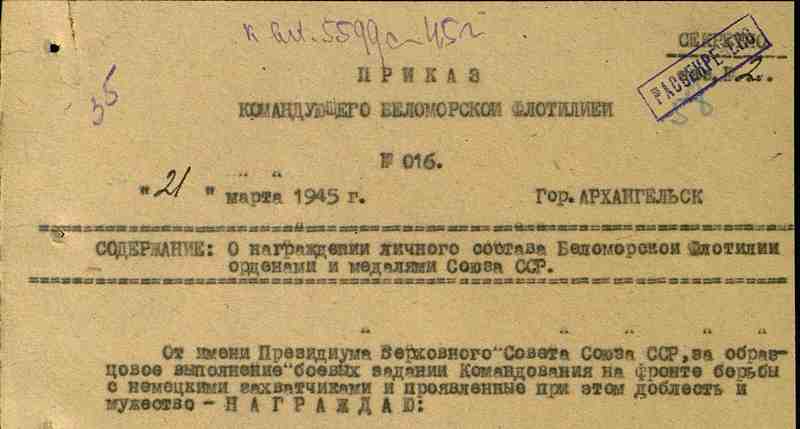 к вх. 5599с-45г
СЕКРЕТНО
РАССЕКРЕЧЕНО
35
58
ПРИКАЗ
КОМАНДУЮЩЕГО БЕЛОМОРСКОЙ ФЛОТИЛИЕЙ
№ 016.
"21" марта 1945 г. Гор. АРХАНГЕЛЬСК
СОДЕРЖАНИЕ: О награждении личного состава Беломорской Флотилии
орденами и медалями Союза ССР.
От имени Президиума Верховного Совета Союза ССР, за образ-
цовое выполнение боевых заданий Командования на фронте борьбы
с немецкими захватчиками и проявленные при этом доблесть и
мужество - НАГРАЖДАЮ: